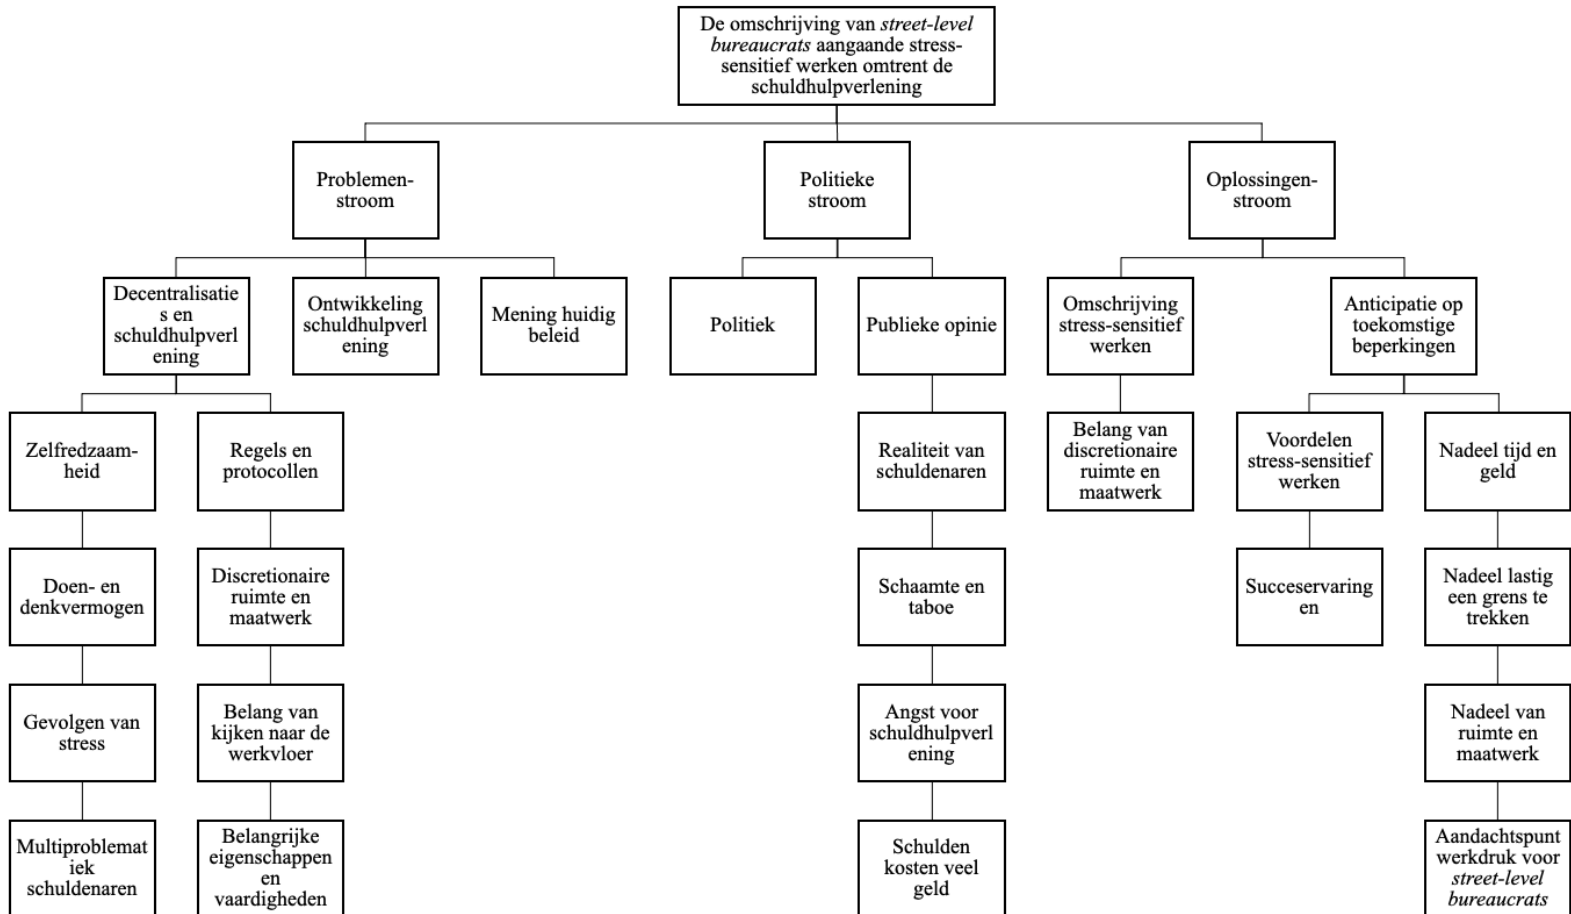 De omschrijving van street-level
bureaucrats aangaande stress-
sensitief werken omtrent de
schuldhulpverlening
Problemen-
stroom
Politieke
stroom
Oplossingen-
stroom
Decentralisatie
s en
schuldhulpverl
ening
Ontwikkeling
schuldhulpverl
ening
Mening huidig
beleid
Politiek
Publieke opinie
Omschrijving
stress-sensitief
werken
Anticipatie op
toekomstige
beperkingen
Zelfredzaam-
heid
Regels en
protocollen
Realiteit van
schuldenaren
Belang van
discretionaire
ruimte en
maatwerk
Voordelen
stress-sensitief
werken
Nadeel tijd en
geld
Doen- en
denkvermogen
Discretionaire
ruimte en
maatwerk
Schaamte en
taboe
Succeservaring
en
Nadeel lastig
een grens te
trekken
Gevolgen van
stress
Belang van
kijken naar de
werkvloer
Angst voor
schuldhulpverl
ening
Nadeel van
ruimte en
maatwerk
Multiproblemat
iek
schuldenaren
Belangrijke
eigenschappen
en
vaardigheden
Schulden
kosten veel
geld
Aandachtspunt
werkdruk voor
street-level
bureaucrats